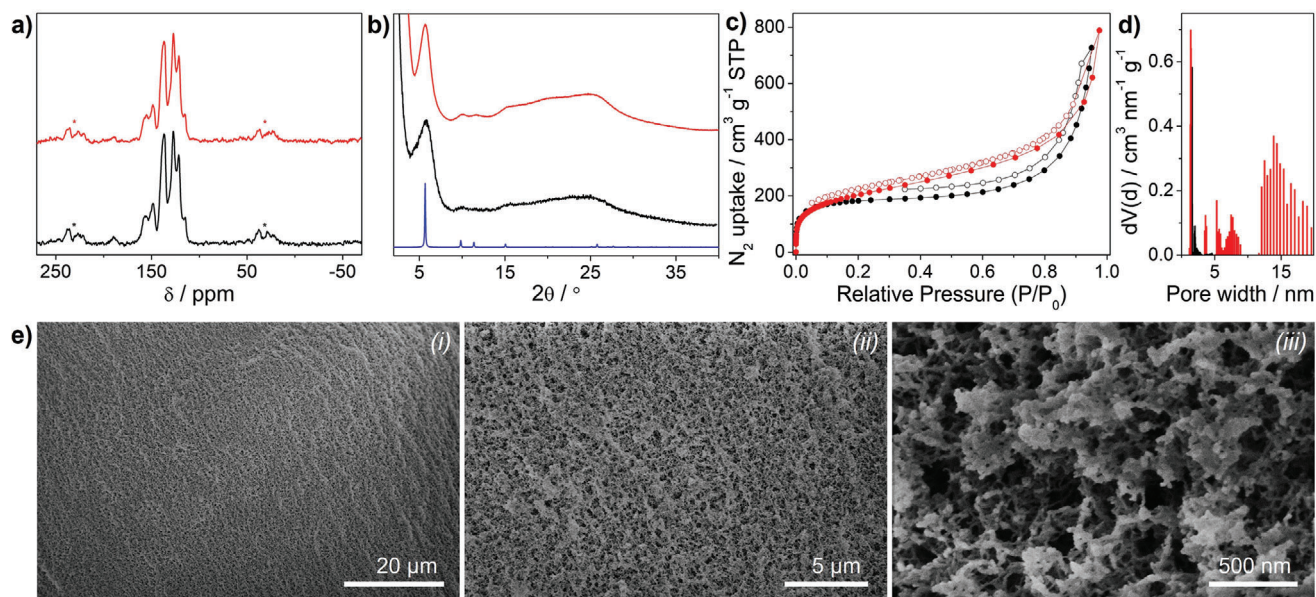 a)
*
*
*
*
250
150
50
-50
δ / ppm
b)
5
15
25
35
2θ / °
c)
800
600
400
200
0
N₂ uptake / cm³ g⁻¹ STP
0.0
0.2
0.4
0.6
0.8
1.0
Relative Pressure (P/P₀)
d)
0.6
0.4
0.2
0.0
dV(d) / cm³ nm⁻¹ g⁻¹
5
15
Pore width / nm
e)
(i)
20 µm
(ii)
5 µm
(iii)
500 nm